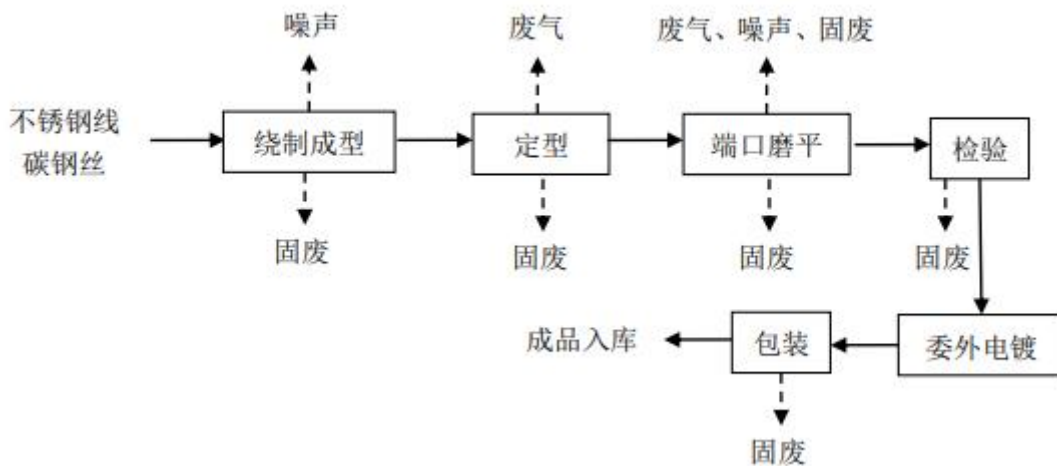 噪声
废气
废气、噪声、固废
不锈钢线
碳钢丝
绕制成型
定型
端口磨平
检验
固废
固废
固废
固废
成品入库
包装
委外电镀
固废